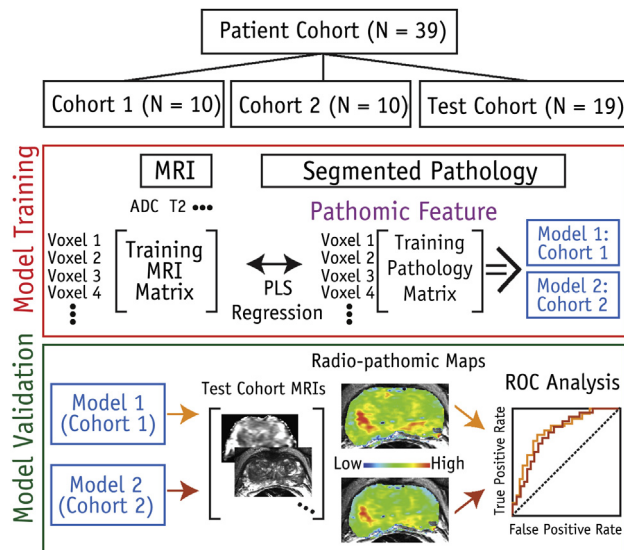 Patient Cohort (N = 39)
Cohort 1 (N = 10)
Cohort 2 (N = 10)
Test Cohort (N = 19)
Model Training
MRI
Segmented Pathology
ADC T2 •••
Pathomic Feature
Voxel 1
Voxel 2
Voxel 3
Voxel 4
Training
MRI
Matrix
PLS
Regression
Voxel 1
Voxel 2
Voxel 3
Voxel 4
Training
Pathology
Matrix
Model 1:
Cohort 1
Model 2:
Cohort 2
Model Validation
Model 1
(Cohort 1)
Model 2
(Cohort 2)
Test Cohort MRIs
Radio-pathomic Maps
Low
High
ROC Analysis
True Positive Rate
False Positive Rate